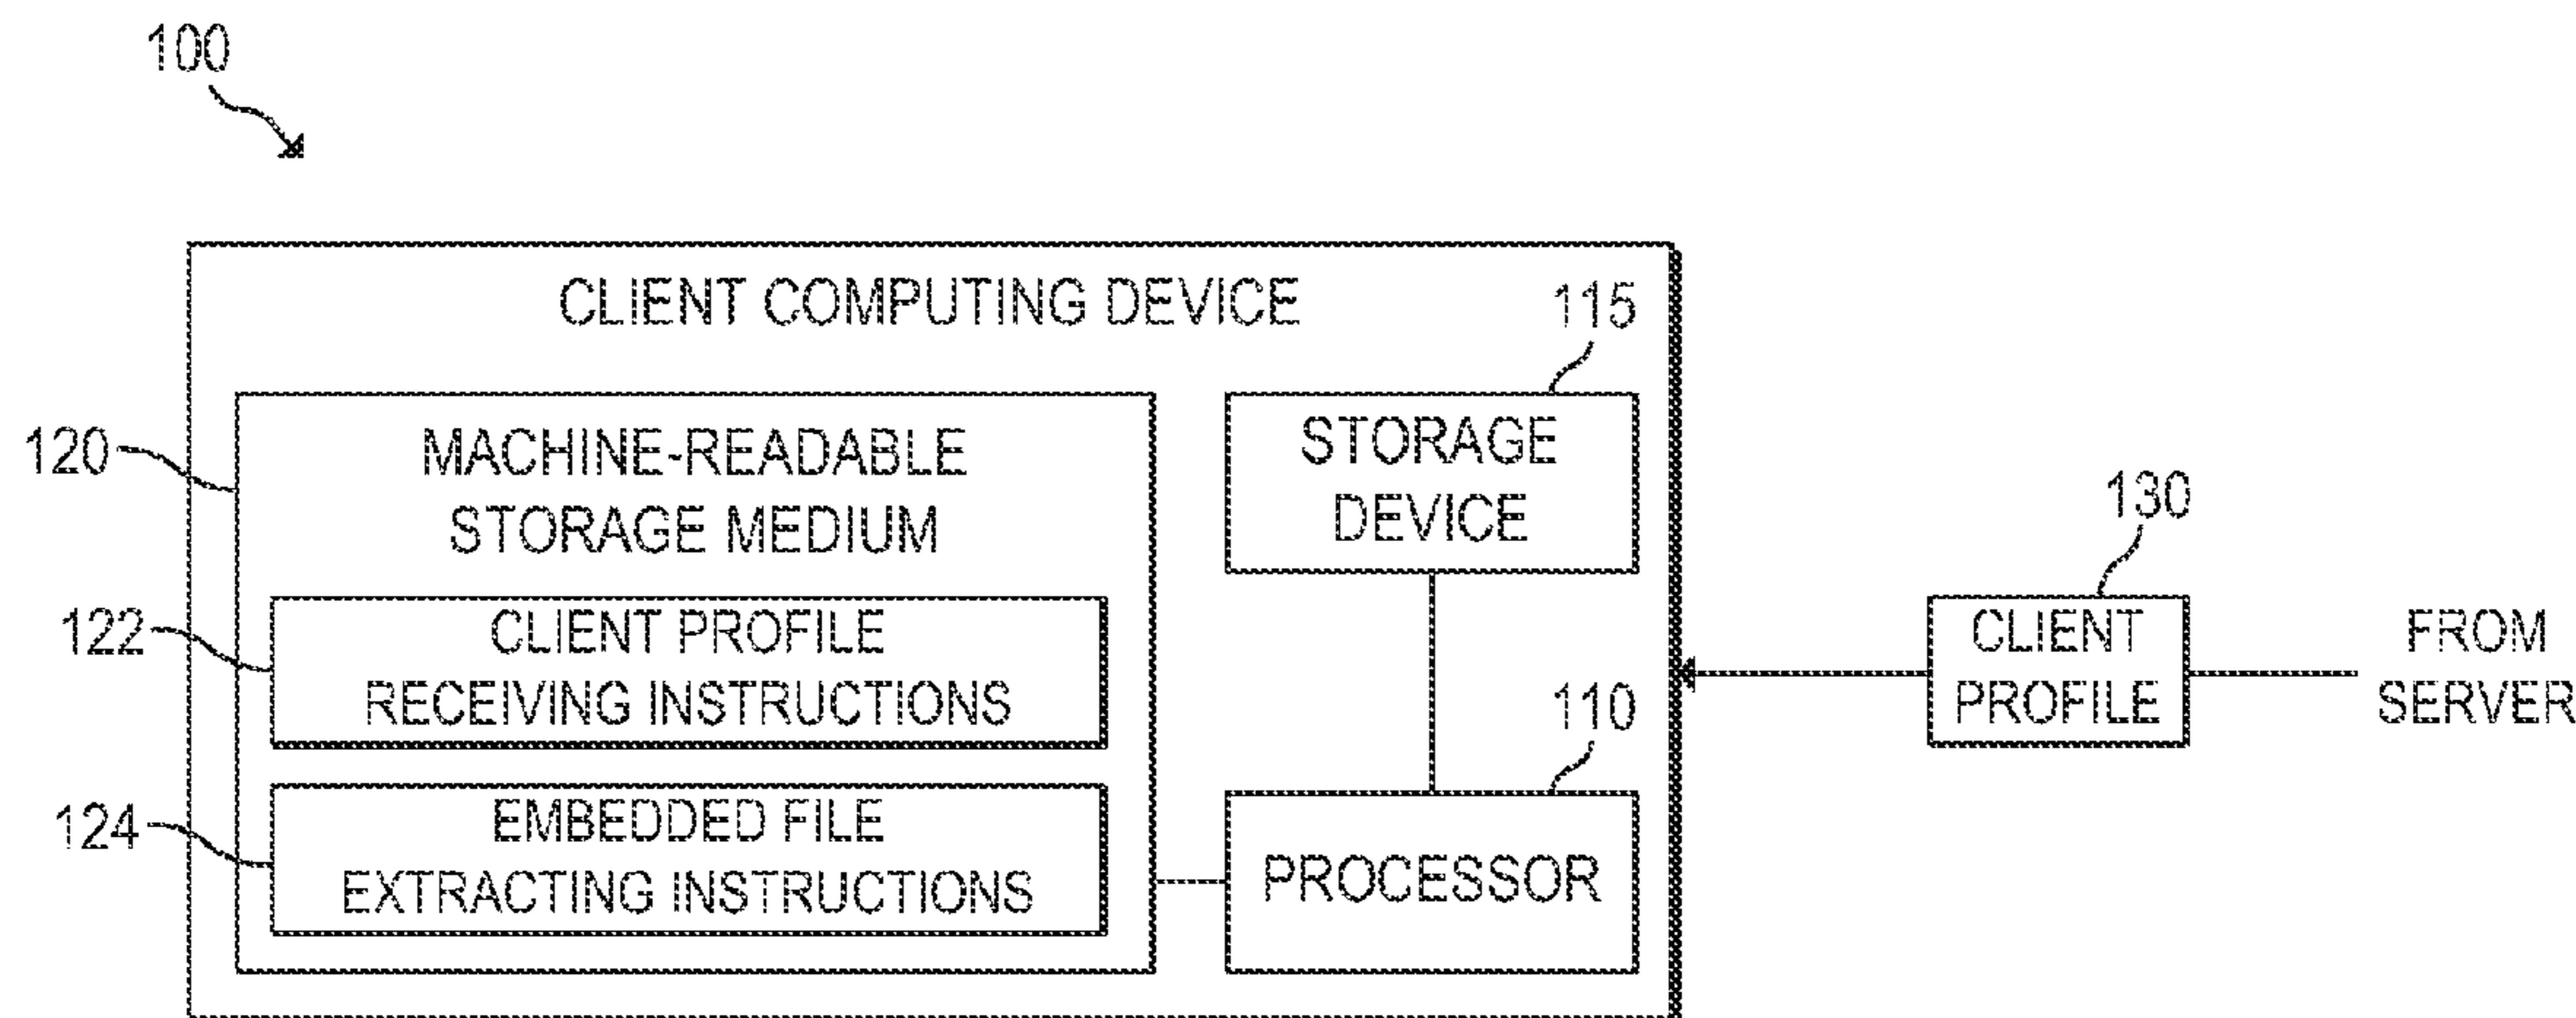 100
CLIENT COMPUTING DEVICE
115
120
MACHINE-READABLE
STORAGE MEDIUM
STORAGE
DEVICE
130
122
CLIENT PROFILE
RECEIVING INSTRUCTIONS
CLIENT
PROFILE
FROM
SERVER
110
124
EMBEDDED FILE
EXTRACTING INSTRUCTIONS
PROCESSOR